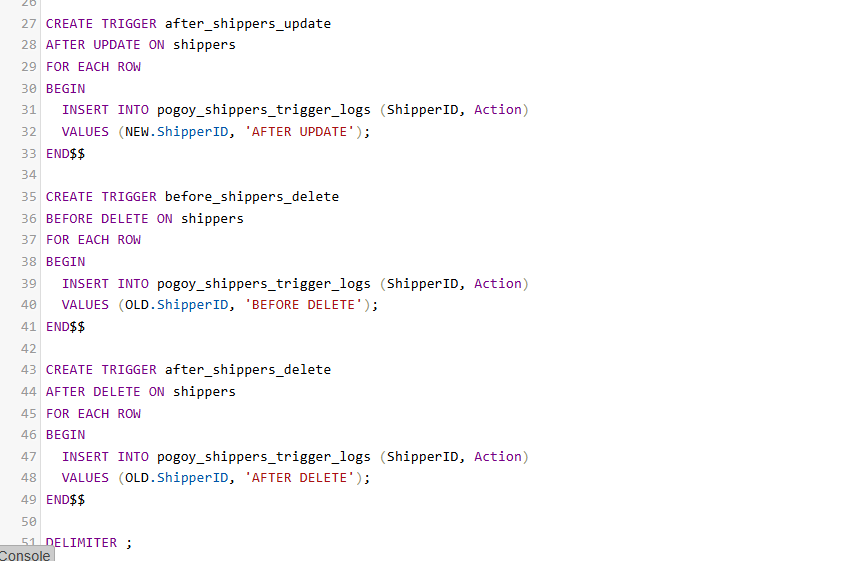 26
27 CREATE TRIGGER after_shippers_update
28 AFTER UPDATE ON shippers
29 FOR EACH ROW
30 BEGIN
31   INSERT INTO pogoy_shippers_trigger_logs (ShipperID, Action)
32   VALUES (NEW.ShipperID, 'AFTER UPDATE');
33 END$$
34
35 CREATE TRIGGER before_shippers_delete
36 BEFORE DELETE ON shippers
37 FOR EACH ROW
38 BEGIN
39   INSERT INTO pogoy_shippers_trigger_logs (ShipperID, Action)
40   VALUES (OLD.ShipperID, 'BEFORE DELETE');
41 END$$
42
43 CREATE TRIGGER after_shippers_delete
44 AFTER DELETE ON shippers
45 FOR EACH ROW
46 BEGIN
47   INSERT INTO pogoy_shippers_trigger_logs (ShipperID, Action)
48   VALUES (OLD.ShipperID, 'AFTER DELETE');
49 END$$
50
51 DELIMITER ;
Console